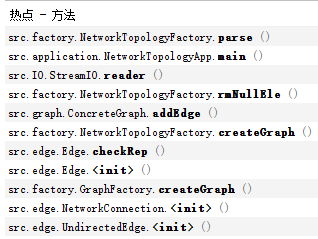 热点 - 方法
src.factory.NetworkTopologyFactory.parse ()
src.application.NetworkTopologyApp.main ()
src.IO.StreamIO.reader ()
src.factory.NetworkTopologyFactory.rmNullEle ()
src.graph.ConcreteGraph.addEdge ()
src.factory.NetworkTopologyFactory.createGraph ()
src.edge.Edge.checkRep ()
src.edge.Edge.<init> ()
src.factory.GraphFactory.createGraph ()
src.edge.NetworkConnection.<init> ()
src.edge.UndirectedEdge.<init> ()